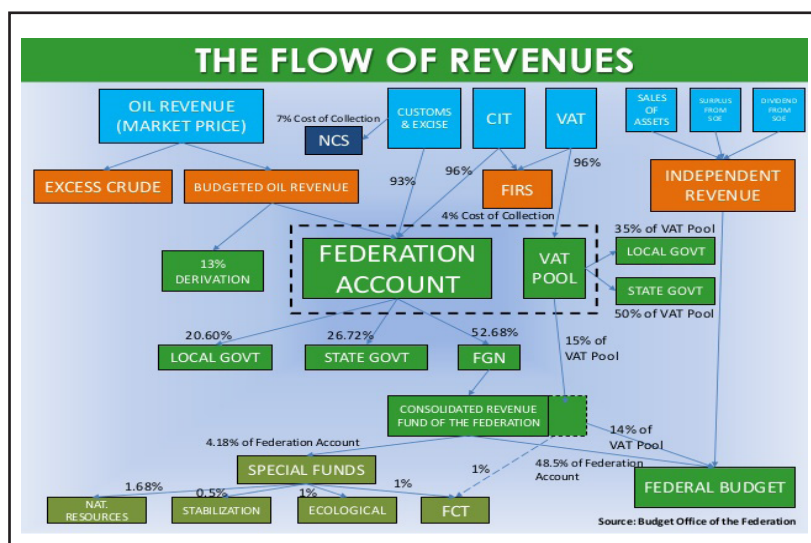 THE FLOW OF REVENUES
OIL REVENUE
(MARKET PRICE)
7% Cost of Collection
NCS
CUSTOMS
& EXCISE
CIT
VAT
SALES
OF
ASSETS
SURPLUS
FROM
SOE
DIVIDEND
FROM
SOE
EXCESS CRUDE
BUDGETED OIL REVENUE
93%
96%
FIRS
96%
INDEPENDENT
REVENUE
4% Cost of Collection
13%
DERIVATION
FEDERATION
ACCOUNT
VAT
POOL
35% of VAT Pool
LOCAL GOVT
STATE GOVT
50% of VAT Pool
20.60%
26.72%
52.68%
LOCAL GOVT
STATE GOVT
FGN
15% of
VAT Pool
CONSOLIDATED REVENUE
FUND OF THE FEDERATION
14% of
VAT Pool
4.18% of Federation Account
SPECIAL FUNDS
1%
48.5% of Federation
Account
1.68%
0.5%
1%
1%
NAT.
RESOURCES
STABILIZATION
ECOLOGICAL
FCT
FEDERAL BUDGET
Source: Budget Office of the Federation